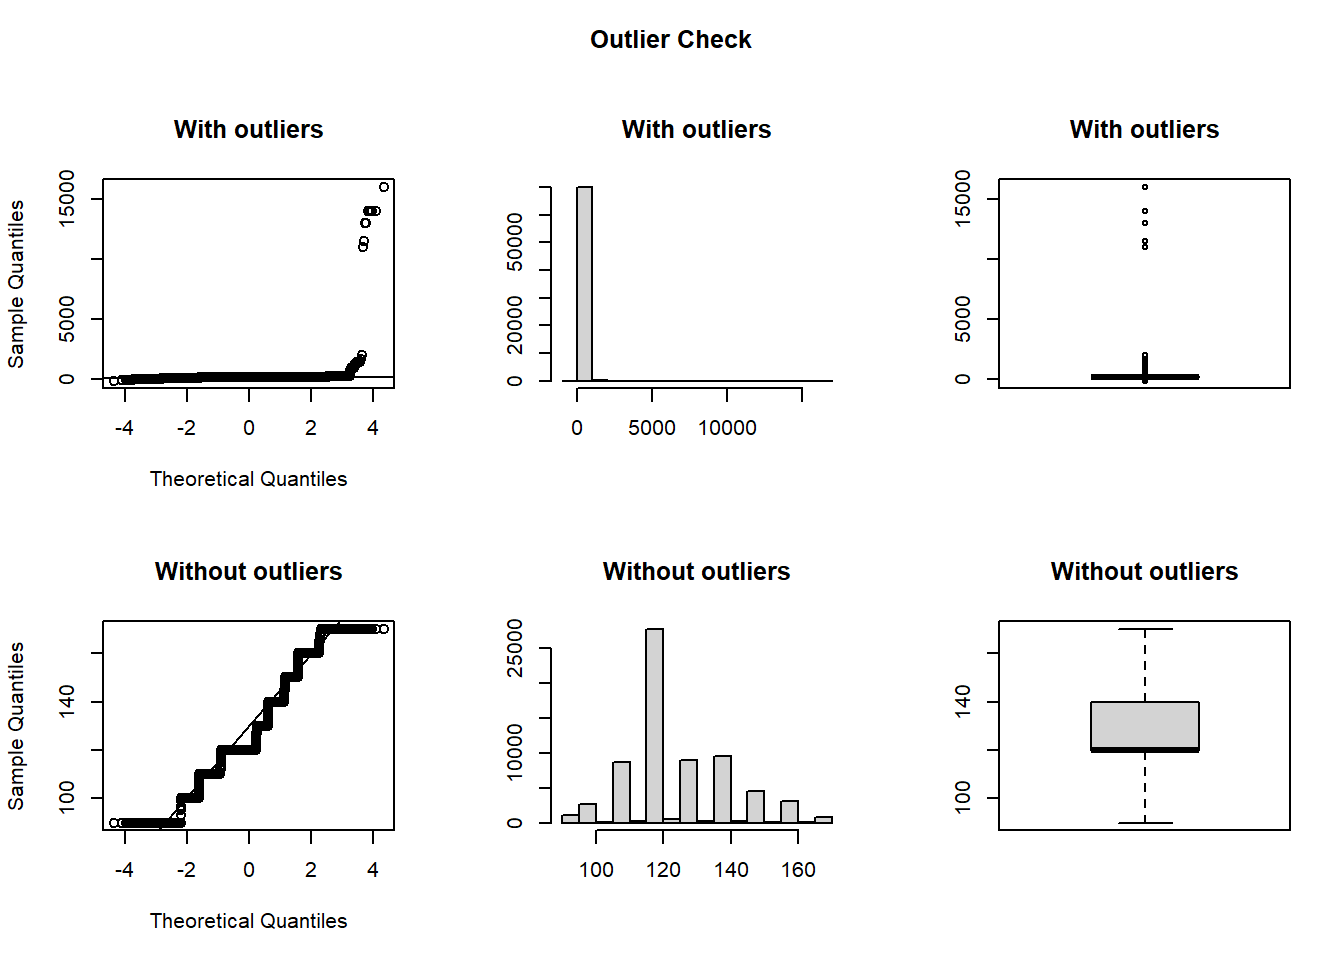 Outlier Check
With outliers
With outliers
With outliers
Sample Quantiles
0 5000 15000
-4 -2 0 2 4
Theoretical Quantiles
0 20000 50000
0 5000 10000
0 5000 15000
Without outliers
Without outliers
Without outliers
Sample Quantiles
100 140
-4 -2 0 2 4
Theoretical Quantiles
0 10000 25000
100 120 140 160
100 140